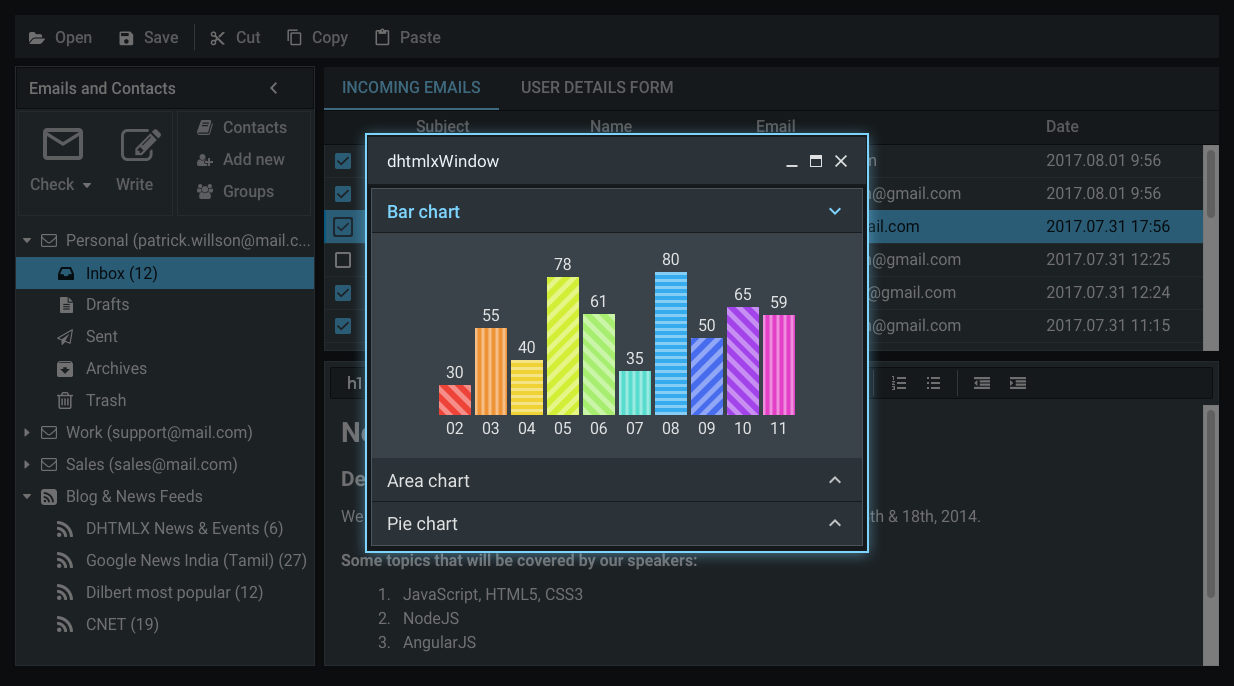 Open Save Cut Copy Paste
Emails and Contacts
Check Write
Contacts
Add new
Groups
Personal (patrick.willson@mail.c...
Inbox (12)
Drafts
Sent
Archives
Trash
Work (support@mail.com)
Sales (sales@mail.com)
Blog & News Feeds
DHTMLX News & Events (6)
Google News India (Tamil) (27)
Dilbert most popular (12)
CNET (19)
INCOMING EMAILS USER DETAILS FORM
Subject Name Email Date
2017.08.01 9:56
@gmail.com 2017.08.01 9:56
ail.com 2017.07.31 17:56
@gmail.com 2017.07.31 12:25
@gmail.com 2017.07.31 12:24
@gmail.com 2017.07.31 11:15
dhtmlxWindow
Bar chart
30 55 40 78 61 35 80 50 65 59
02 03 04 05 06 07 08 09 10 11
Area chart
Pie chart
h1
We th & 18th, 2014.
Some topics that will be covered by our speakers:
1. JavaScript, HTML5, CSS3
2. NodeJS
3. AngularJS